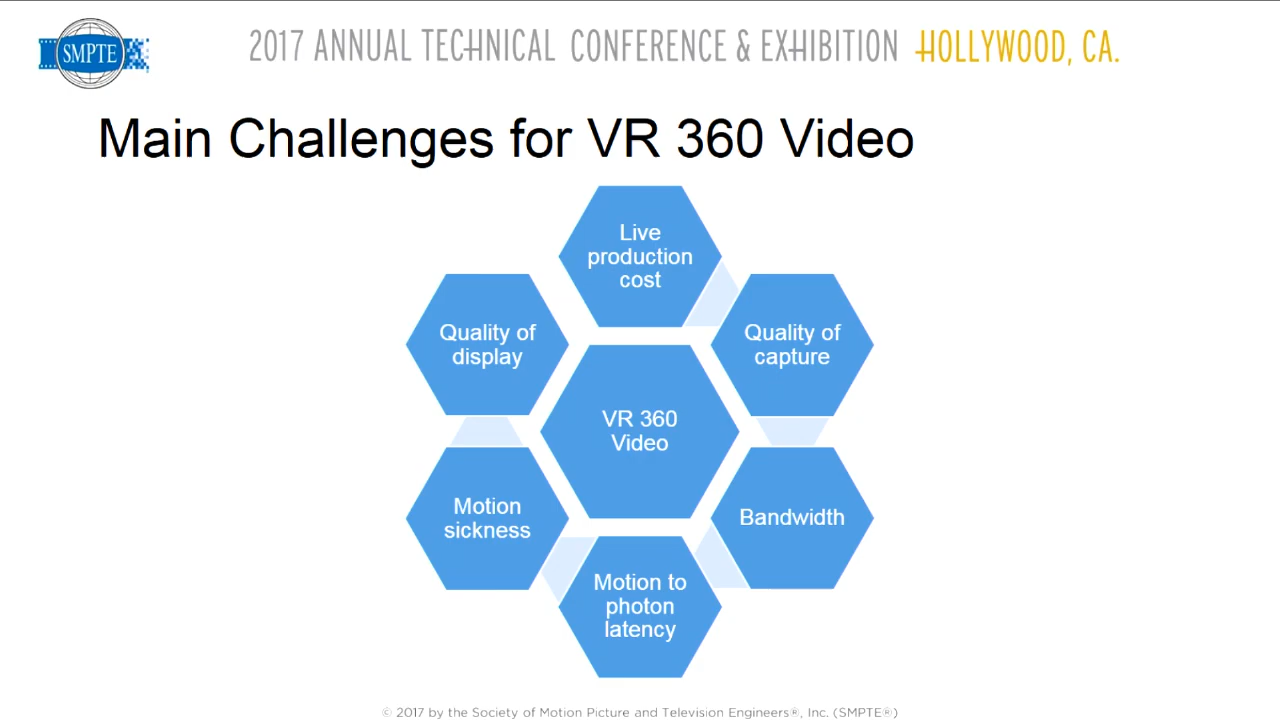 SMPTE
2017 ANNUAL TECHNICAL CONFERENCE & EXHIBITION HOLLYWOOD, CA.
Main Challenges for VR 360 Video
Live
production
cost
Quality of
capture
Bandwidth
Motion to
photon
latency
Motion
sickness
Quality of
display
VR 360
Video
© 2017 by the Society of Motion Picture and Television Engineers®, Inc. (SMPTE®)